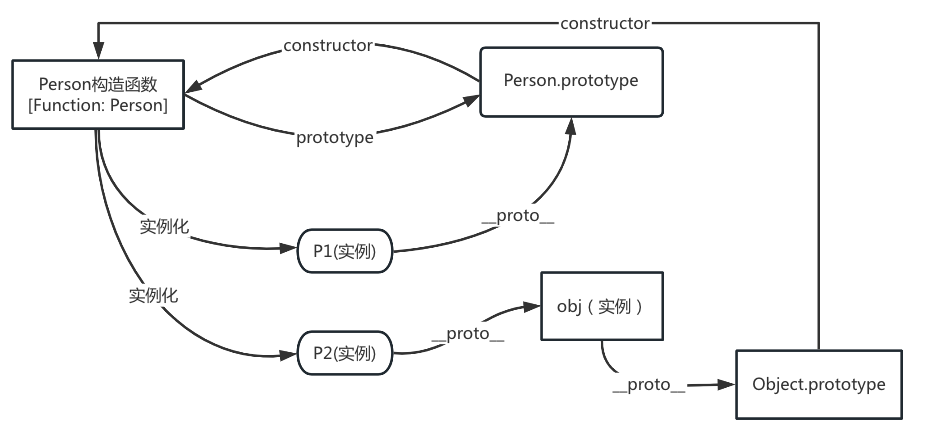 constructor
constructor
Person构造函数
[Function: Person]
Person.prototype
prototype
实例化
__proto__
P1(实例)
实例化
obj（实例）
__proto__
P2(实例)
__proto__
Object.prototype